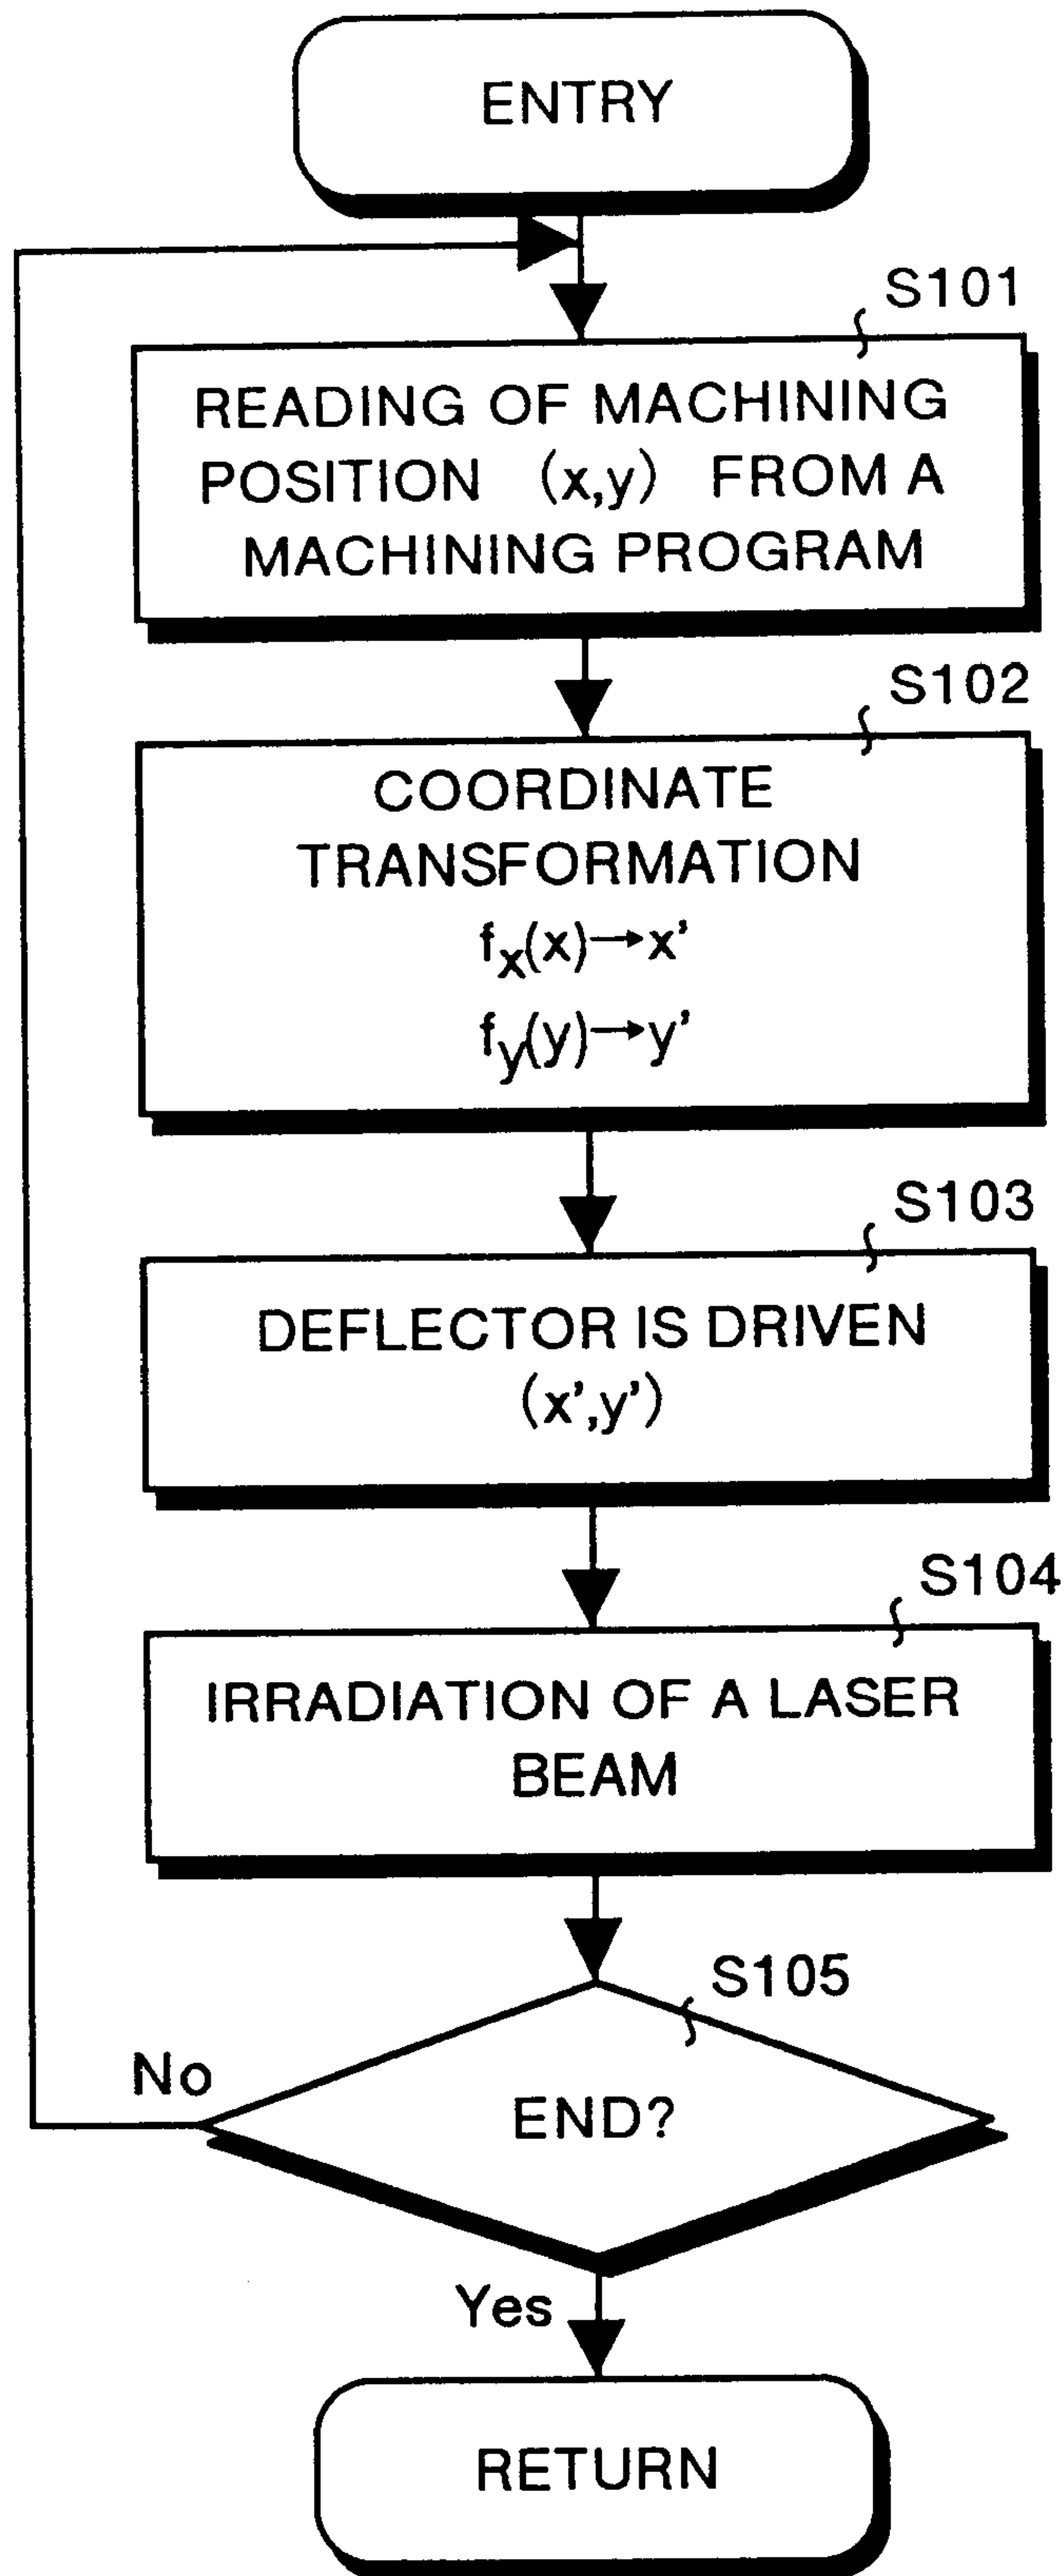 ENTRY
S101
READING OF MACHINING
POSITION (x,y) FROM A
MACHINING PROGRAM
S102
COORDINATE
TRANSFORMATION
fx(x)→x'
fy(y)→y'
S103
DEFLECTOR IS DRIVEN
(x',y')
S104
IRRADIATION OF A LASER
BEAM
S105
No
END?
Yes
RETURN